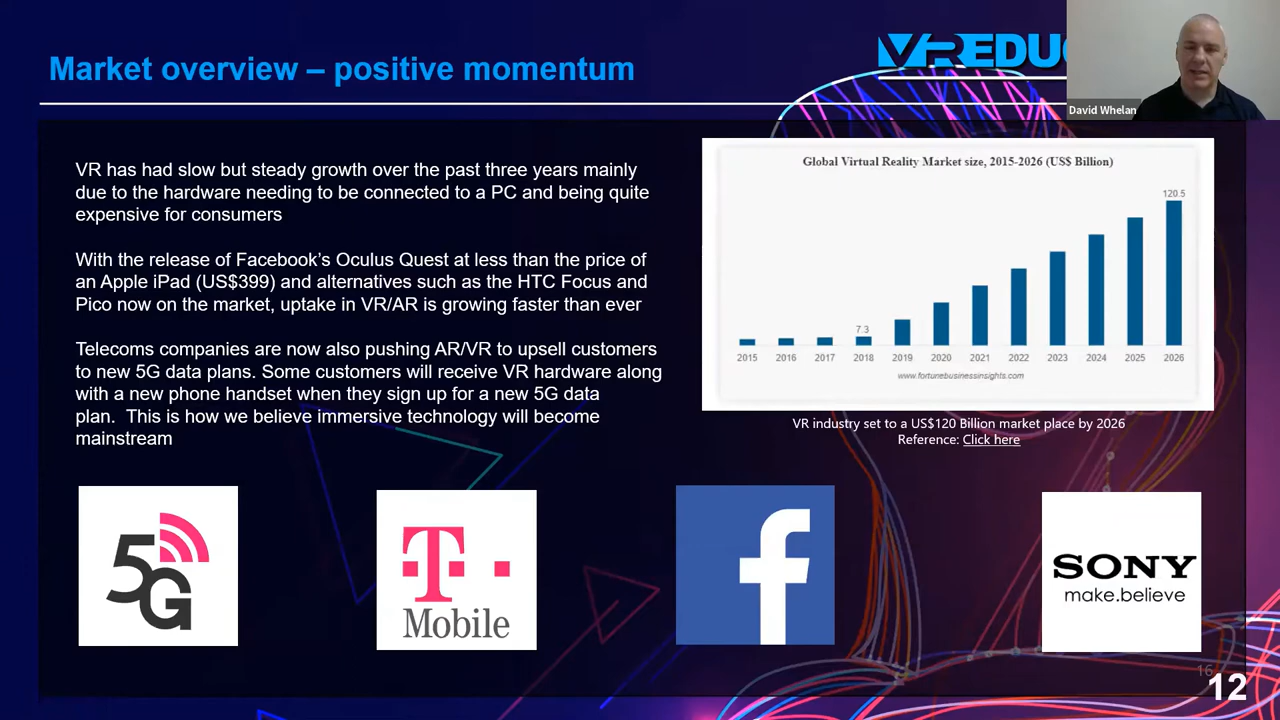 Market overview – positive momentum
VREDU
David Whelan
VR has had slow but steady growth over the past three years mainly
due to the hardware needing to be connected to a PC and being quite
expensive for consumers
With the release of Facebook's Oculus Quest at less than the price of
an Apple iPad (US$399) and alternatives such as the HTC Focus and
Pico now on the market, uptake in VR/AR is growing faster than ever
Telecoms companies are now also pushing AR/VR to upsell customers
to new 5G data plans. Some customers will receive VR hardware along
with a new phone handset when they sign up for a new 5G data
plan. This is how we believe immersive technology will become
mainstream
Global Virtual Reality Market size, 2015-2026 (US$ Billion)
120.5
7.3
2015 2016 2017 2018 2019 2020 2021 2022 2023 2024 2025 2026
www.fortunebusinessinsights.com
VR industry set to a US$120 Billion market place by 2026
Reference: Click here
5G
T
Mobile
f
SONY
make.believe
16
12